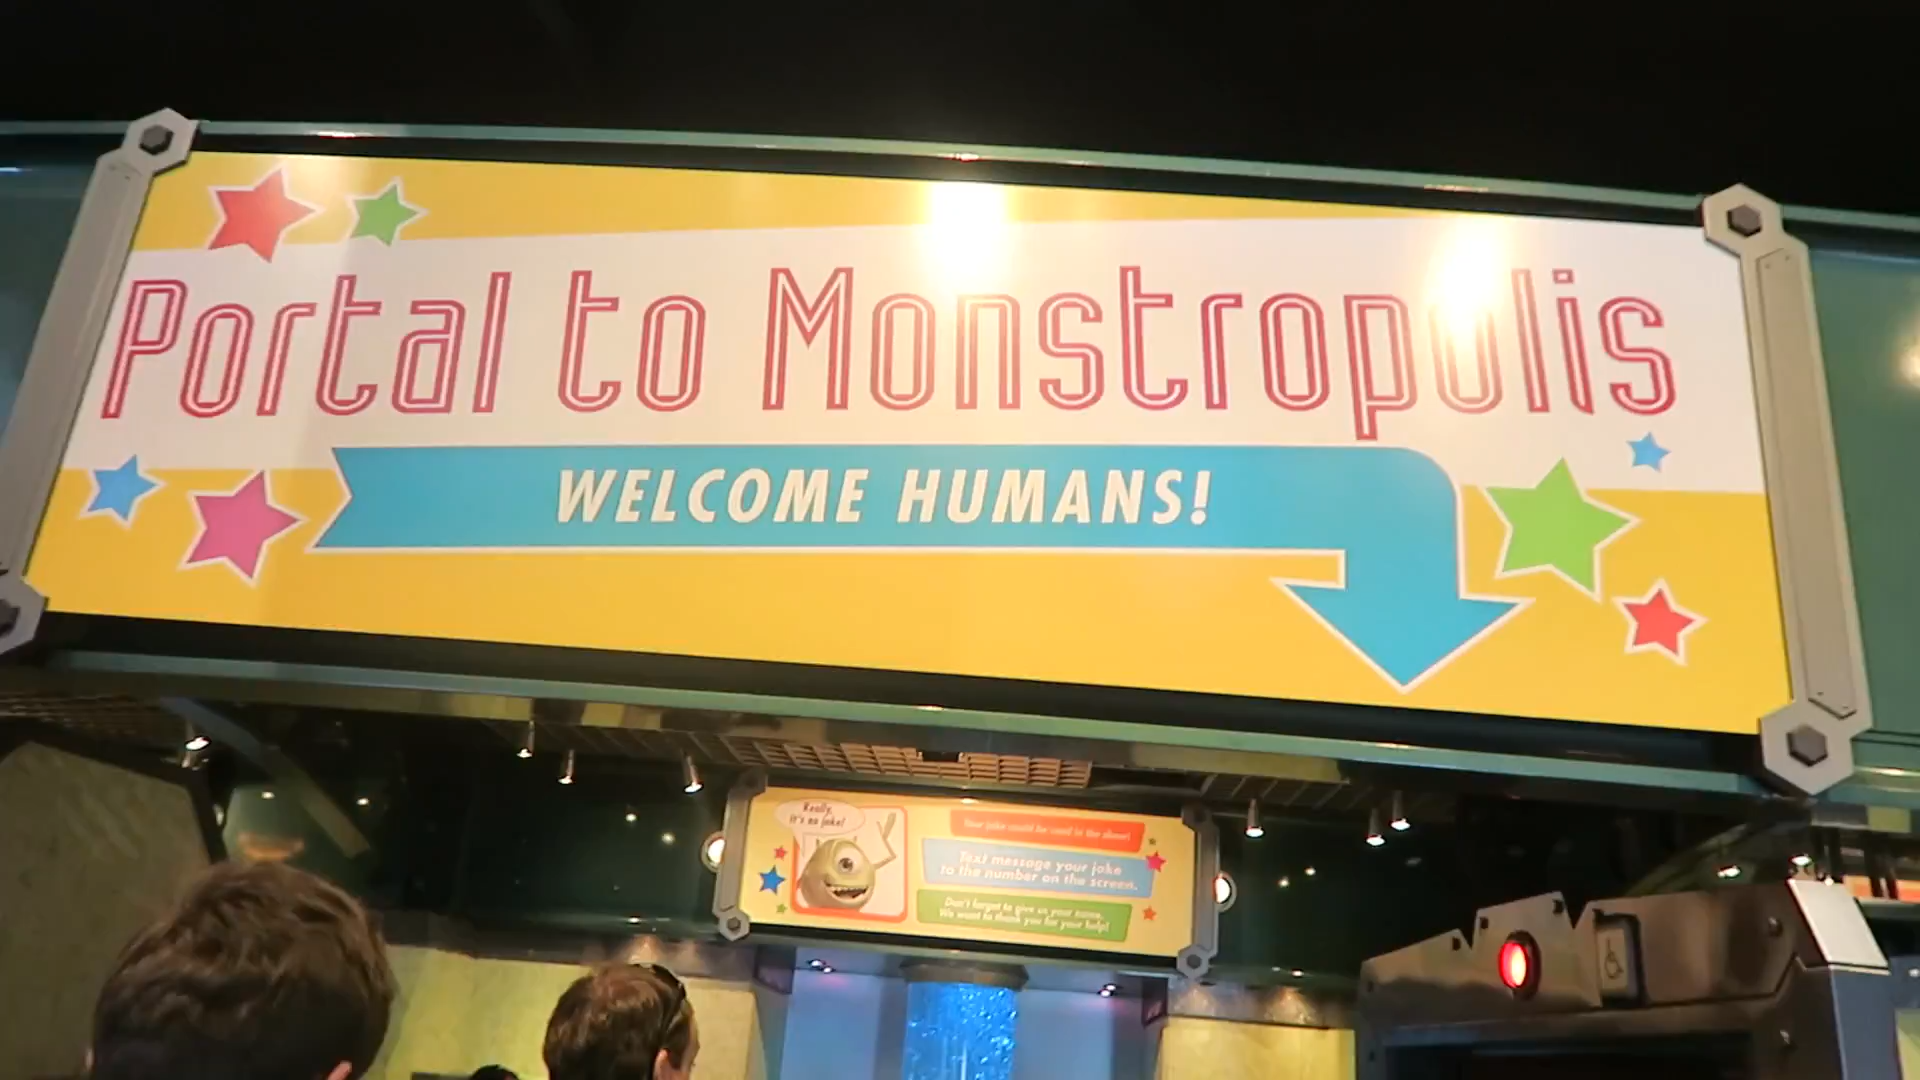 Portal to Monstropolis
WELCOME HUMANS!
Really,
it's no joke!
Your joke could be used in the show!
Text message your joke
to the number on the screen.
Don't forget to give us your name.
We want to thank you for your help!